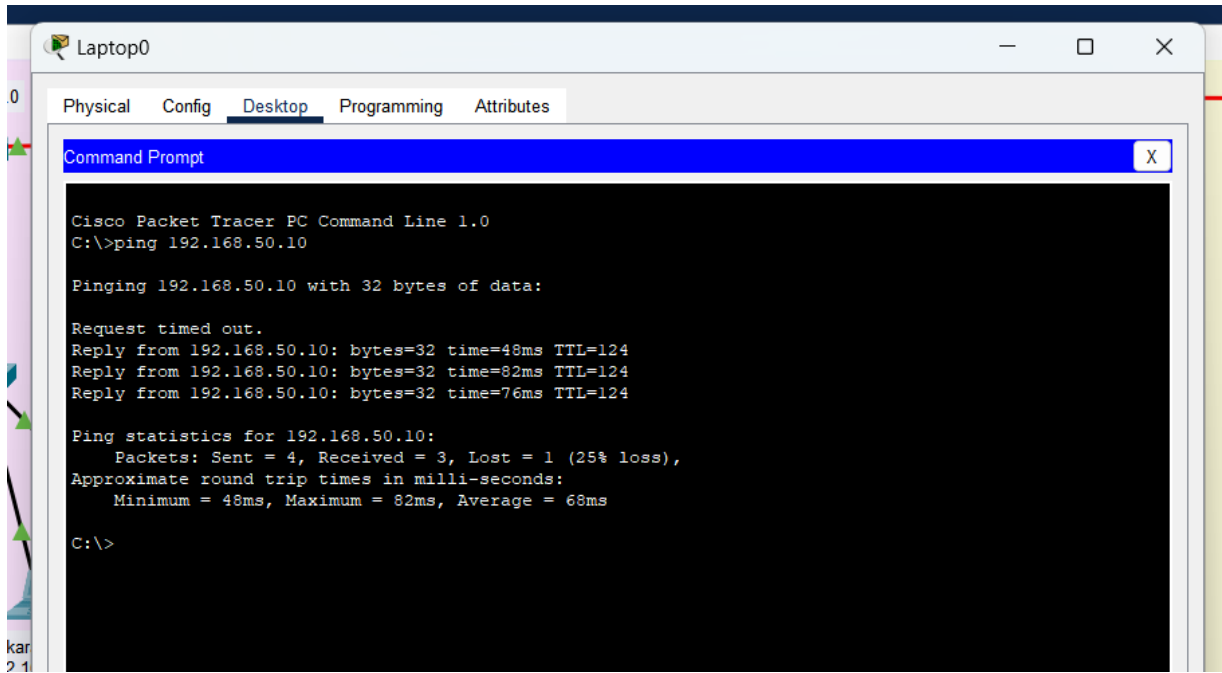 Laptop0
.0
Physical Config Desktop Programming Attributes
Command Prompt X
Cisco Packet Tracer PC Command Line 1.0
C:\>ping 192.168.50.10
Pinging 192.168.50.10 with 32 bytes of data:
Request timed out.
Reply from 192.168.50.10: bytes=32 time=48ms TTL=124
Reply from 192.168.50.10: bytes=32 time=82ms TTL=124
Reply from 192.168.50.10: bytes=32 time=76ms TTL=124
Ping statistics for 192.168.50.10:
Packets: Sent = 4, Received = 3, Lost = 1 (25% loss),
Approximate round trip times in milli-seconds:
Minimum = 48ms, Maximum = 82ms, Average = 68ms
C:\>
kar